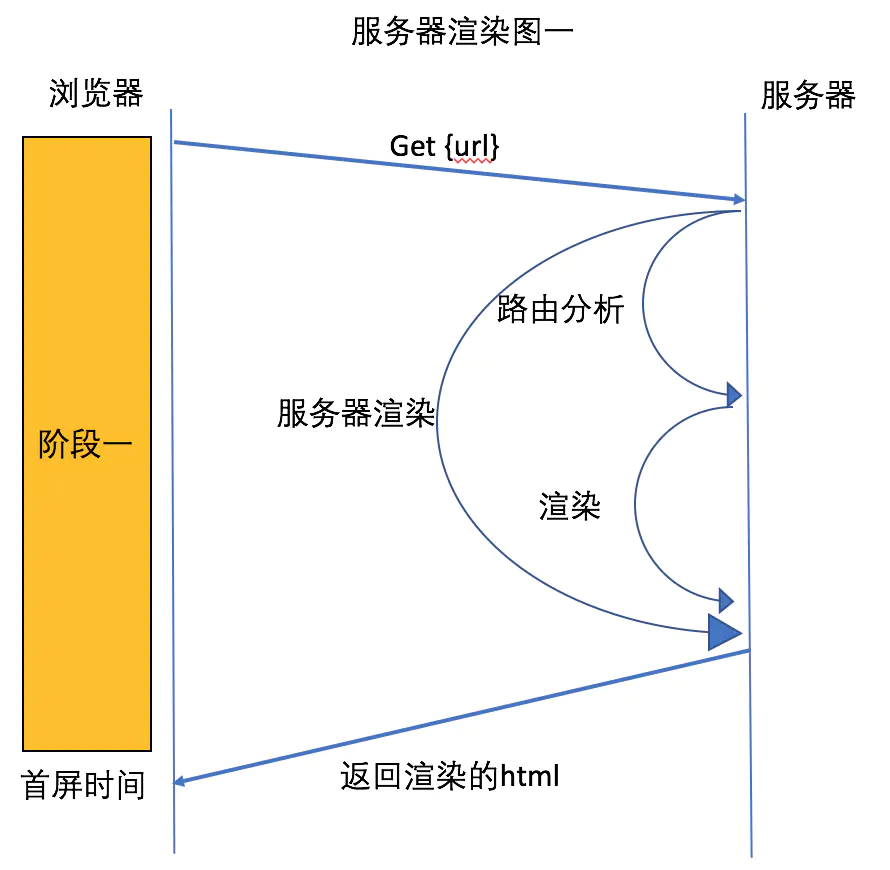 服务器渲染图一
浏览器
服务器
Get {url}
路由分析
服务器渲染
阶段一
渲染
返回渲染的html
首屏时间